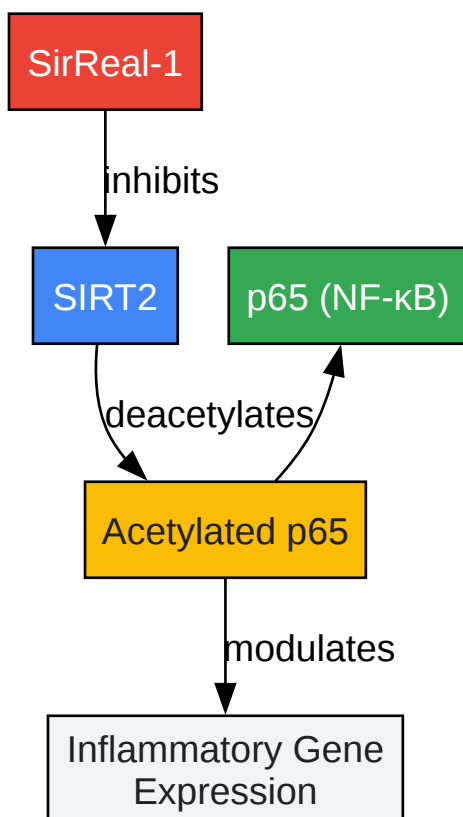 SirReal-1
inhibits
SIRT2
p65 (NF-κB)
deacetylates
Acetylated p65
modulates
Inflammatory Gene
Expression